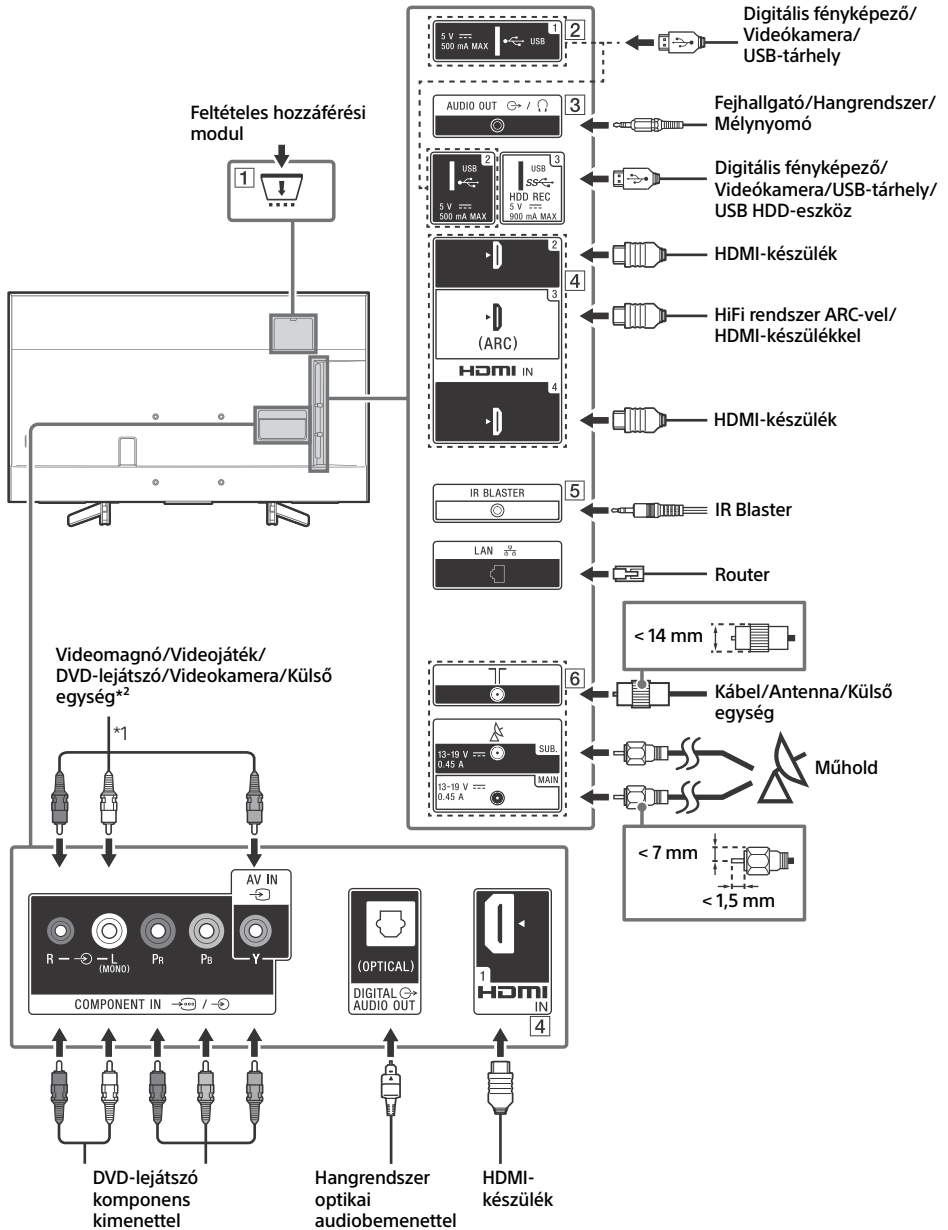 Digitális fényképező/
Videókamera/
USB-tárhely
1
2
5 V
500 mA MAX
USB
AUDIO OUT /
3
Fejhallgató/Hangrendszer/
Mélynyomó
Feltételes hozzáférési
modul
1
2
USB
5 V
500 mA MAX
3
USB
SS
HDD REC
5 V
900 mA MAX
Digitális fényképező/
Videókamera/USB-tárhely/
USB HDD-eszköz
2
HDMI-készülék
4
3
(ARC)
HDMI IN
HiFi rendszer ARC-vel/
HDMI-készülékkel
4
HDMI-készülék
IR BLASTER
5
IR Blaster
LAN
Router
< 14 mm
6
Kábel/Antenna/Külső
egység
13-19 V
0.45 A
SUB.
13-19 V
0.45 A
MAIN
Műhold
< 7 mm
< 1,5 mm
Videomagnó/Videojáték/
DVD-lejátszó/Videokamera/Külső
egység*2
*1
AV IN
R — — L
(MONO)
PR
PB
Y
COMPONENT IN /
(OPTICAL)
DIGITAL
AUDIO OUT
1
HDMI
IN
4
DVD-lejátszó
komponens
kimenettel
Hangrendszer
optikai
audiobemenettel
HDMI-
készülék